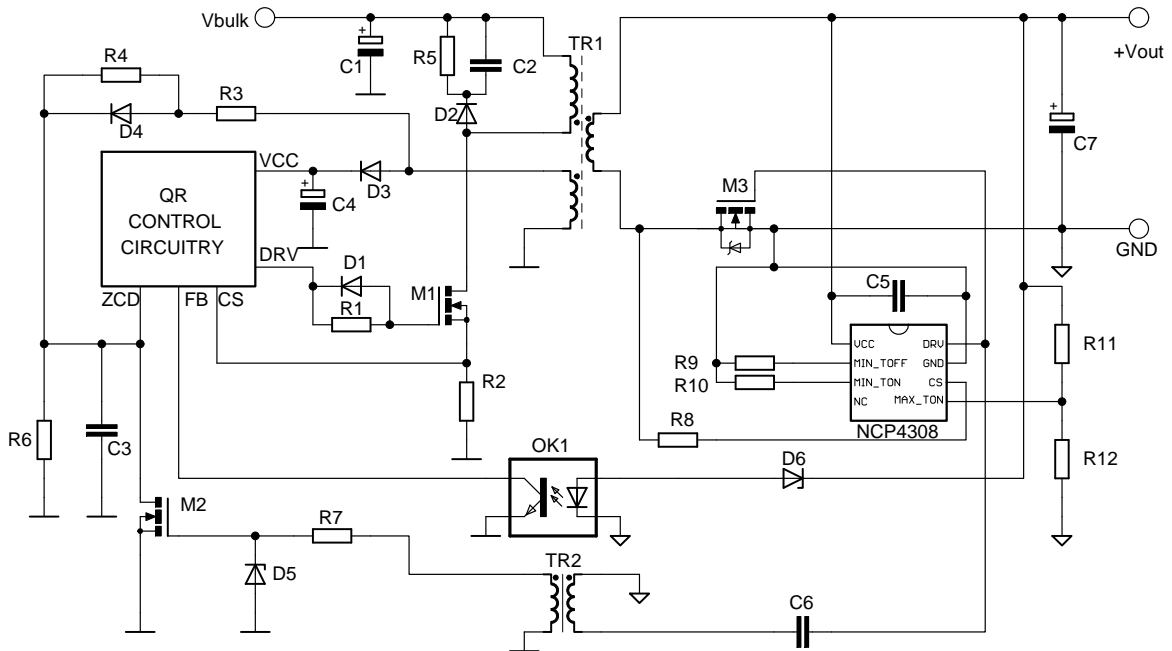 Vbulk
+
C1
R5
C2
TR1
+Vout
R4
R3
D4
D2
+
C7
VCC
D3
+
C4
M3
QR
CONTROL
CIRCUITRY
DRV
D1
R1
M1
GND
ZCD
FB
CS
C5
R2
R9
R10
VCC
DRV
MIN_TOFF
GND
MIN_TON
CS
NC
MAX_TON
NCP4308
R11
R8
R6
C3
OK1
D6
R12
M2
R7
D5
TR2
C6